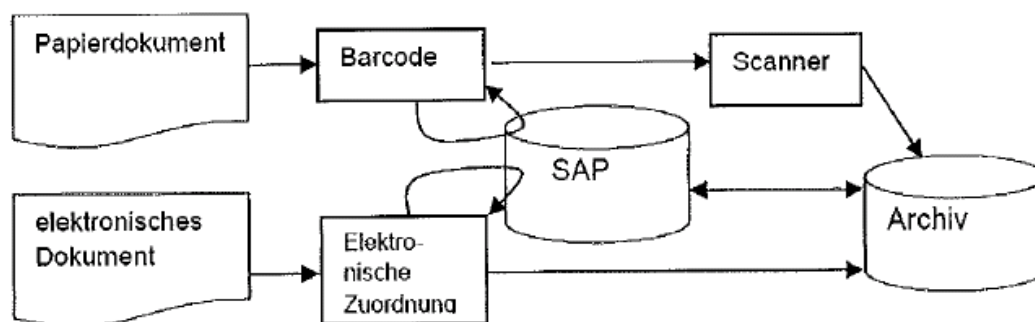 Papierdokument
Barcode
Scanner
SAP
Archiv
elektronisches
Dokument
Elektro-
nische
Zuordnung